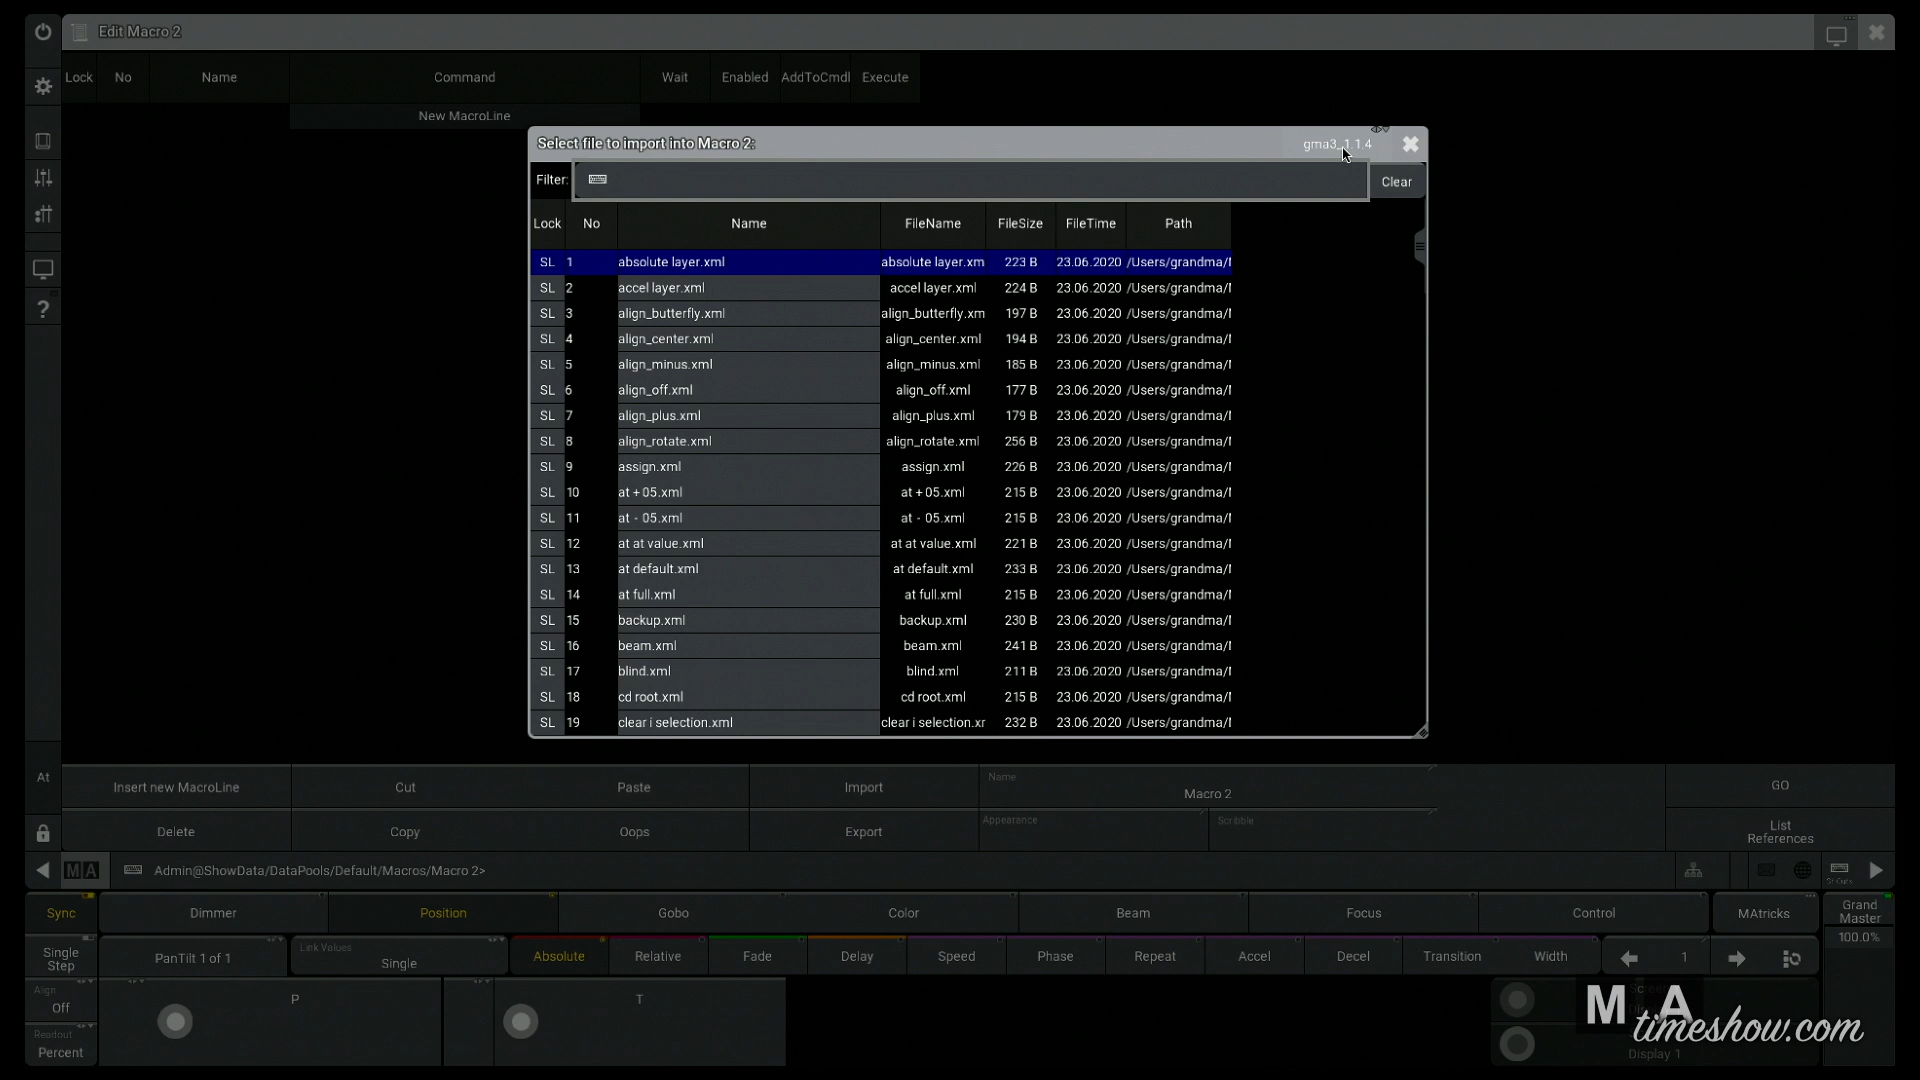 Edit Macro 2
Lock No Name Command Wait Enabled AddToCmdl Execute
New MacroLine
Select file to import into Macro 2:
gma3_1.1.4
Filter:
Clear
Lock No Name FileName FileSize FileTime Path
SL 1 absolute layer.xml absolute layer.xm 223 B 23.06.2020 /Users/grandma/
SL 2 accel layer.xml accel layer.xml 224 B 23.06.2020 /Users/grandma/
SL 3 align_butterfly.xml align_butterfly.xm 197 B 23.06.2020 /Users/grandma/
SL 4 align_center.xml align_center.xml 194 B 23.06.2020 /Users/grandma/
SL 5 align_minus.xml align_minus.xml 185 B 23.06.2020 /Users/grandma/
SL 6 align_off.xml align_off.xml 177 B 23.06.2020 /Users/grandma/
SL 7 align_plus.xml align_plus.xml 179 B 23.06.2020 /Users/grandma/
SL 8 align_rotate.xml align_rotate.xml 256 B 23.06.2020 /Users/grandma/
SL 9 assign.xml assign.xml 226 B 23.06.2020 /Users/grandma/
SL 10 at + 05.xml at + 05.xml 215 B 23.06.2020 /Users/grandma/
SL 11 at - 05.xml at - 05.xml 215 B 23.06.2020 /Users/grandma/
SL 12 at at value.xml at at value.xml 221 B 23.06.2020 /Users/grandma/
SL 13 at default.xml at default.xml 233 B 23.06.2020 /Users/grandma/
SL 14 at full.xml at full.xml 215 B 23.06.2020 /Users/grandma/
SL 15 backup.xml backup.xml 230 B 23.06.2020 /Users/grandma/
SL 16 beam.xml beam.xml 241 B 23.06.2020 /Users/grandma/
SL 17 blind.xml blind.xml 211 B 23.06.2020 /Users/grandma/
SL 18 cd root.xml cd root.xml 215 B 23.06.2020 /Users/grandma/
SL 19 clear i selection.xml clear i selection.xr 232 B 23.06.2020 /Users/grandma/
At
Insert new MacroLine Cut Paste Import Name Macro 2 GO
Delete Copy Oops Export Appearance Scribble List References
MA Admin@ShowData/DataPools/Default/Macros/Macro 2>
Sync Dimmer Position Gobo Color Beam Focus Control MAtricks Grand Master
100.0%
Single Step PanTilt 1 of 1 Link Values Single Absolute Relative Fade Delay Speed Phase Repeat Accel Decel Transition Width 1
Align Off P T
Readout Percent
Display 1
MA
timeshow.com